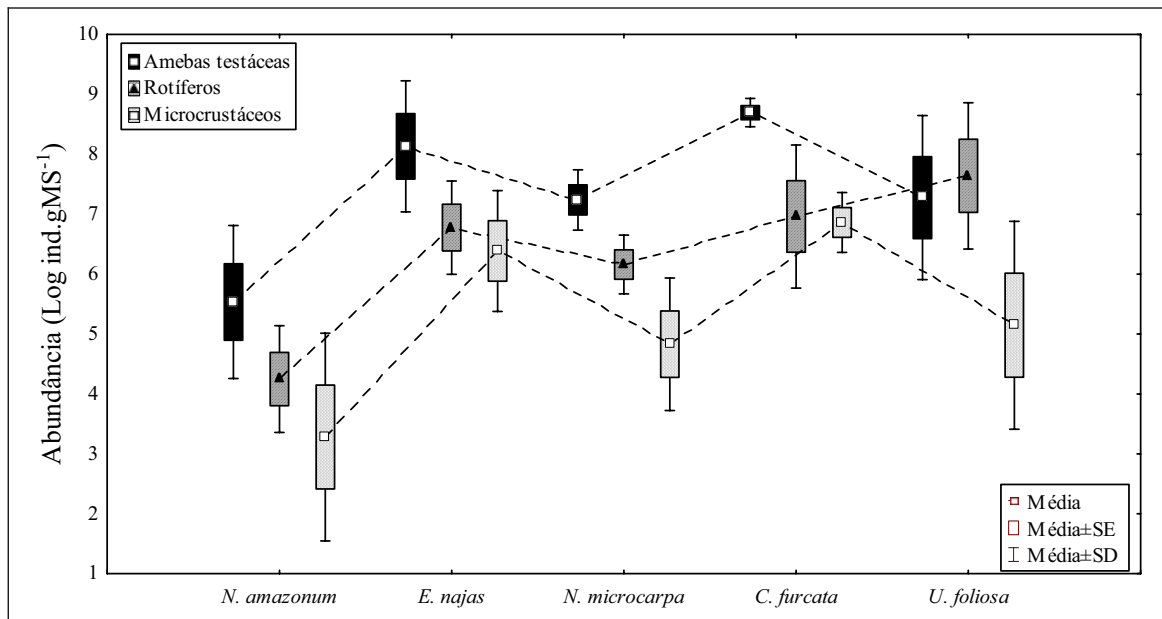 Abundância (Log ind.gMS⁻¹)
10
9
8
7
6
5
4
3
2
1
Amebas testáceas
Rotíferos
Microcrustáceos
Média
Média±SE
Média±SD
N. amazonum E. najas N. microcarpa C. furcata U. foliosa